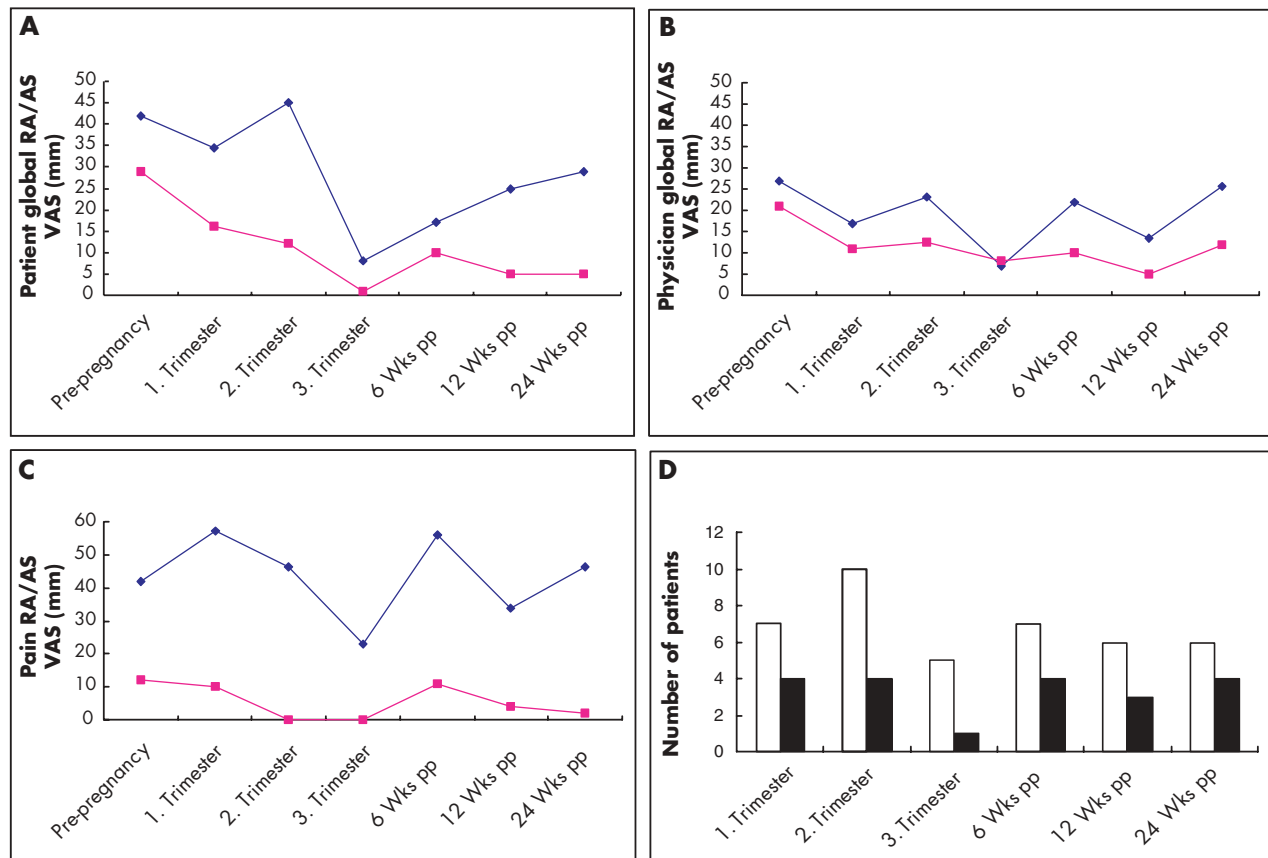 A
Patient global RA/AS
VAS (mm)
50
45
40
35
30
25
20
15
10
5
0
Pre-pregnancy
1. Trimester
2. Trimester
3. Trimester
6 Wks pp
12 Wks pp
24 Wks pp
B
Physician global RA/AS
VAS (mm)
50
45
40
35
30
25
20
15
10
5
0
Pre-pregnancy
1. Trimester
2. Trimester
3. Trimester
6 Wks pp
12 Wks pp
24 Wks pp
C
Pain RA/AS
VAS (mm)
60
50
40
30
20
10
0
Pre-pregnancy
1. Trimester
2. Trimester
3. Trimester
6 Wks pp
12 Wks pp
24 Wks pp
D
Number of patients
12
10
8
6
4
2
0
1. Trimester
2. Trimester
3. Trimester
6 Wks pp
12 Wks pp
24 Wks pp